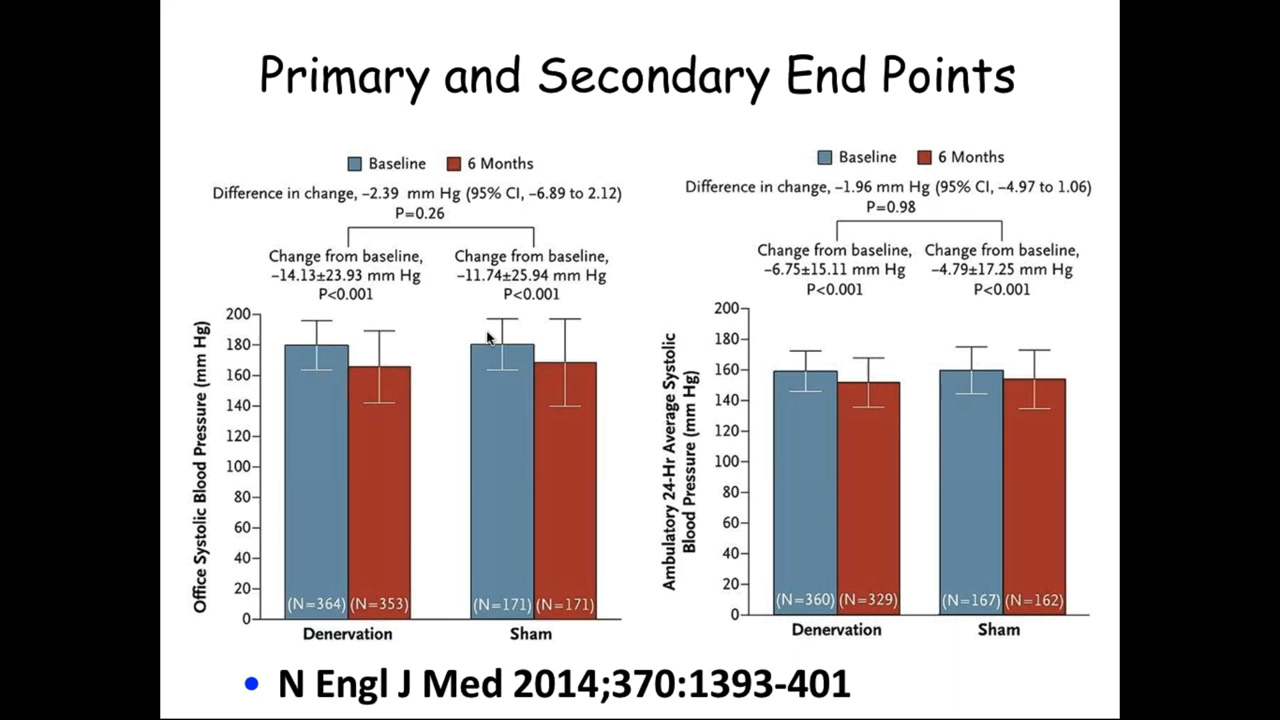 Primary and Secondary End Points
Baseline 6 Months
Difference in change, −2.39 mm Hg (95% CI, −6.89 to 2.12)
P=0.26
Change from baseline, Change from baseline,
−14.13±23.93 mm Hg −11.74±25.94 mm Hg
P<0.001 P<0.001
Office Systolic Blood Pressure (mm Hg)
200
180
160
140
120
100
80
60
40
20
0
(N=364) (N=353) (N=171) (N=171)
Denervation Sham
Baseline 6 Months
Difference in change, −1.96 mm Hg (95% CI, −4.97 to 1.06)
P=0.98
Change from baseline, Change from baseline,
−6.75±15.11 mm Hg −4.79±17.25 mm Hg
P<0.001 P<0.001
Ambulatory 24-Hr Average Systolic
Blood Pressure (mm Hg)
200
180
160
140
120
100
80
60
40
20
0
(N=360) (N=329) (N=167) (N=162)
Denervation Sham
• N Engl J Med 2014;370:1393-401